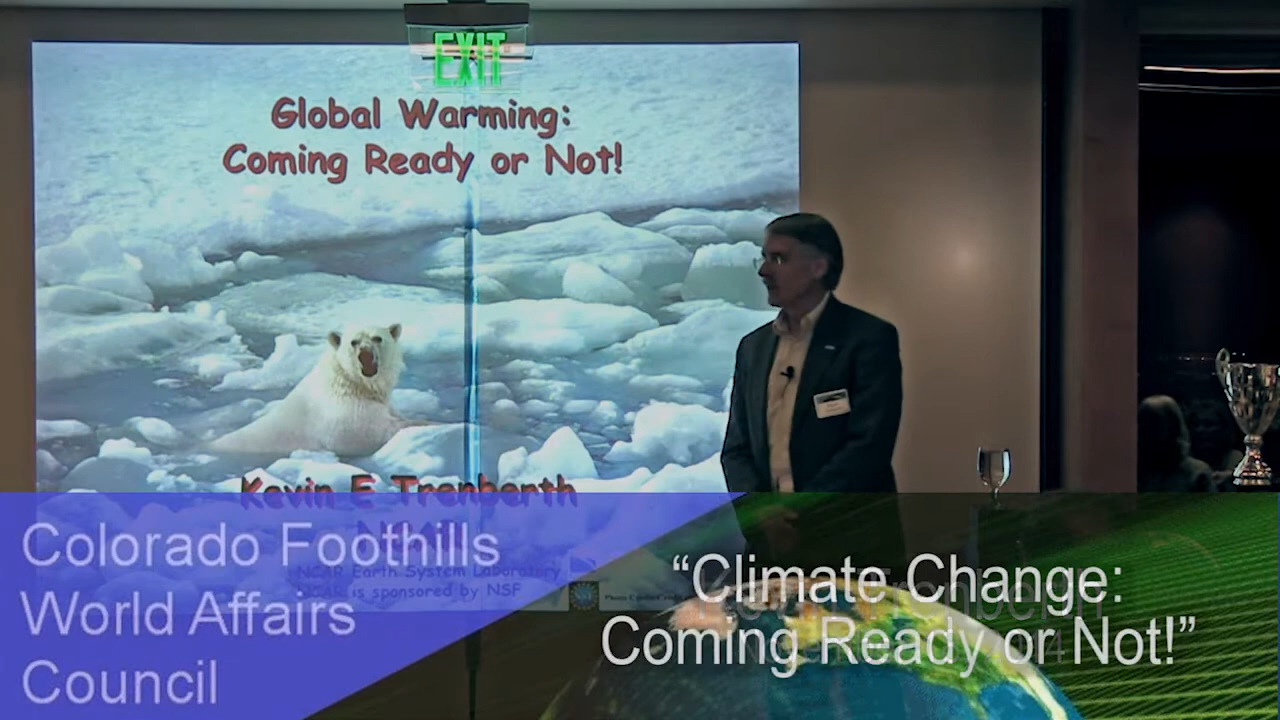 EXIT
Global Warming:
Coming Ready or Not!
Kevin E Trenberth
NCAR
NCAR Earth System Laboratory
NCAR is sponsored by NSF
Colorado Foothills
World Affairs
Council
“Climate Change:
Coming Ready or Not!”